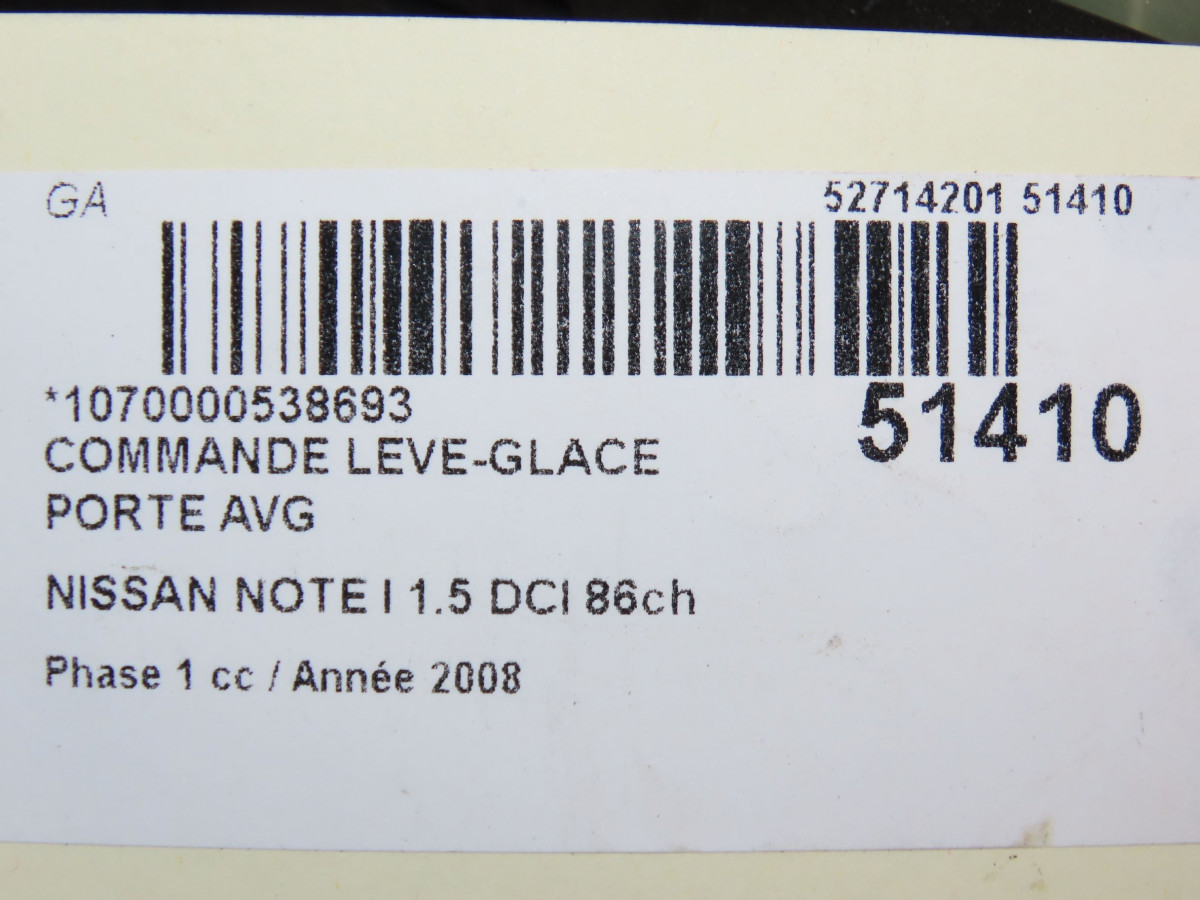 GA
52714201 51410
*1070000538693
51410
COMMANDE LEVE-GLACE
PORTE AVG
NISSAN NOTE I 1.5 DCI 86ch
Phase 1 cc / Année 2008